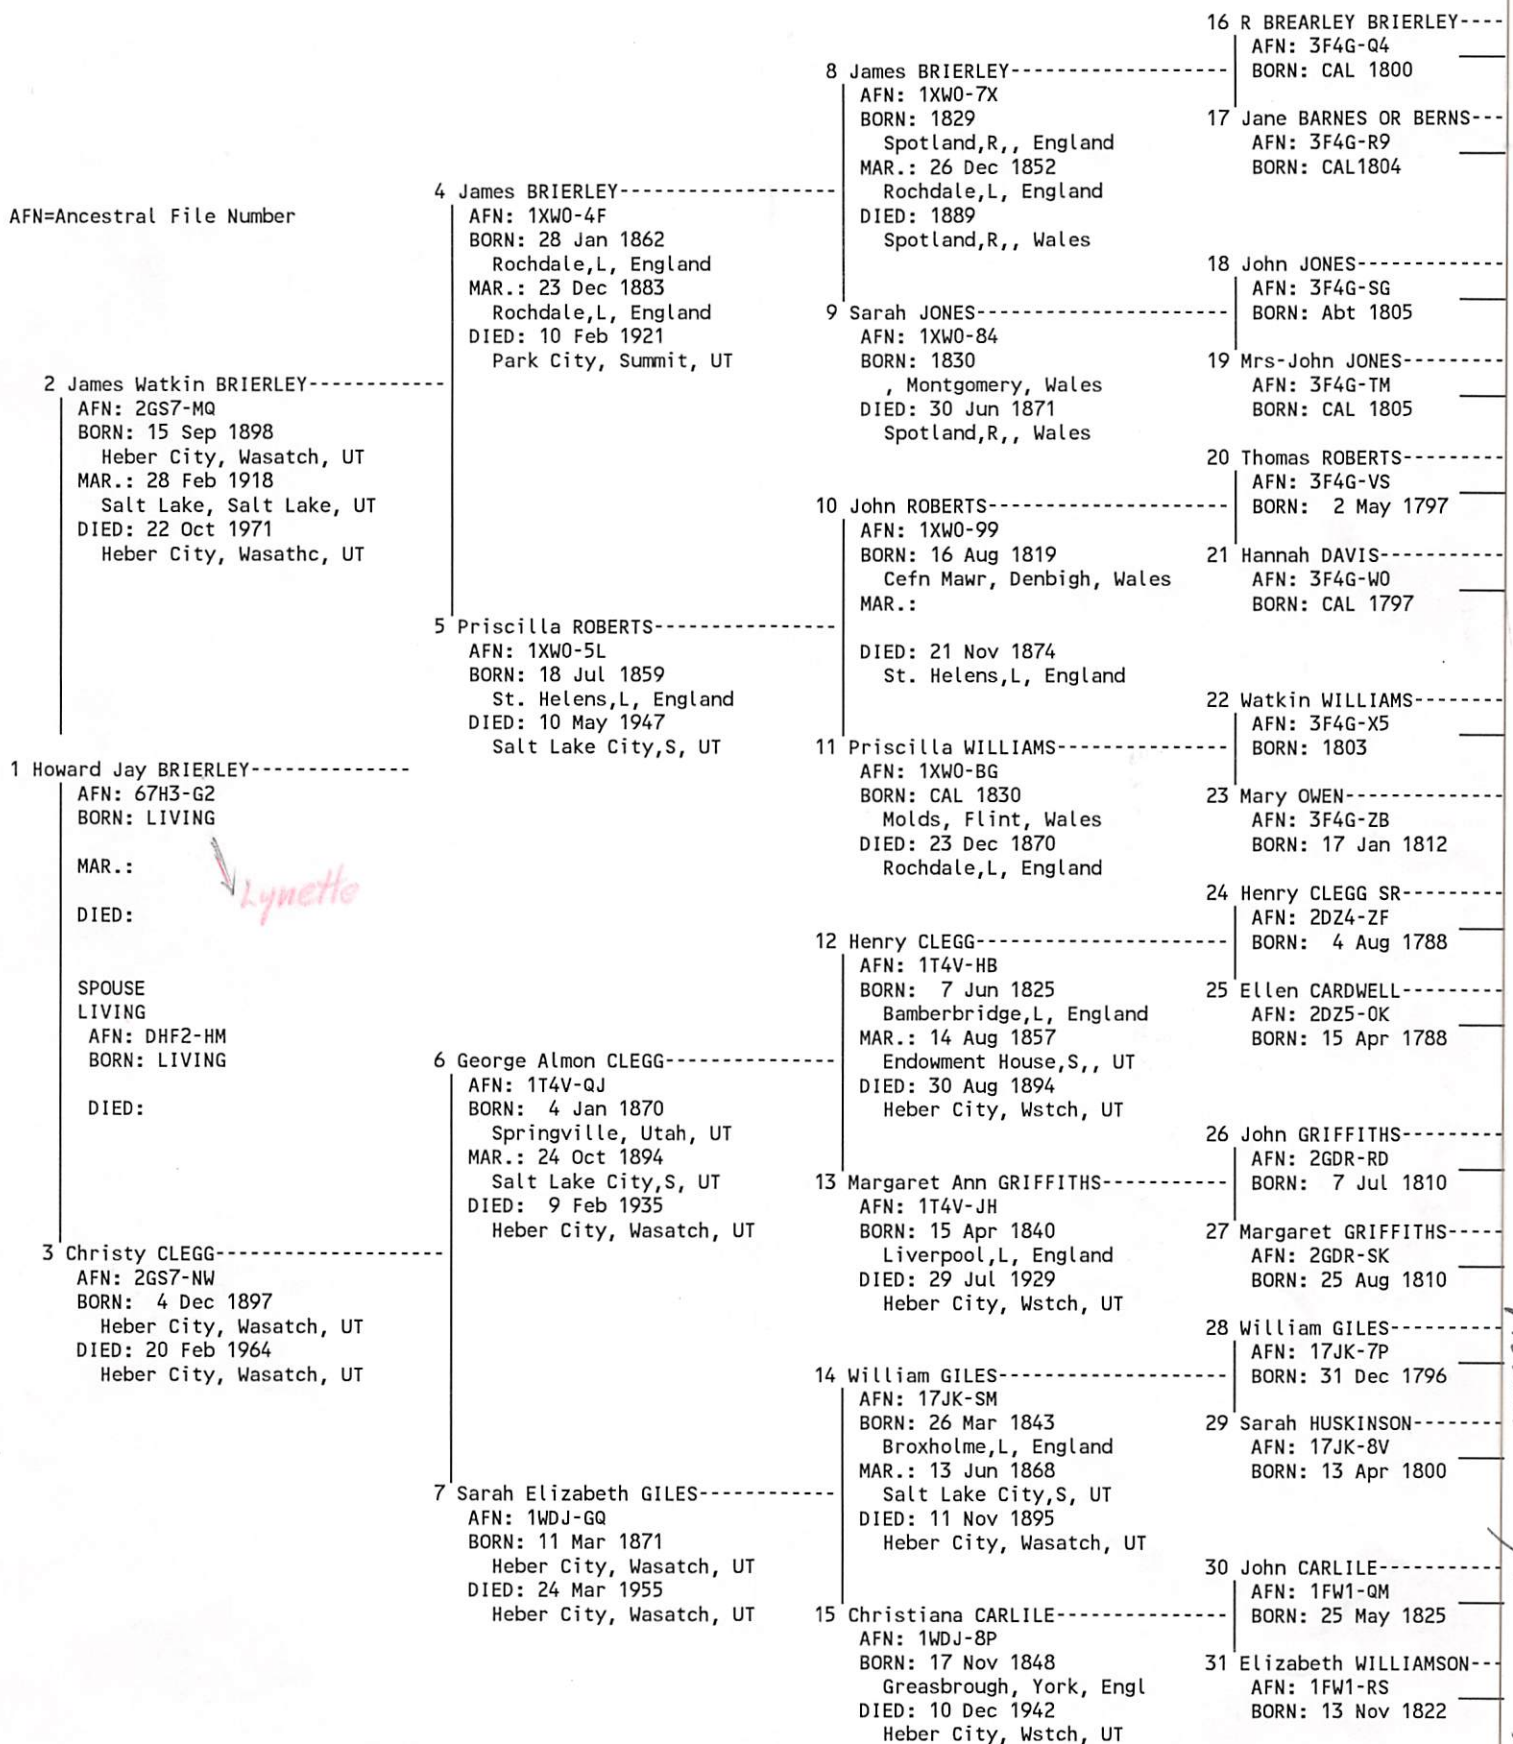 AFN=Ancestral File Number
1 Howard Jay BRIERLEY--------------
AFN: 67H3-G2
BORN: LIVING
MAR.:
Lynette
DIED:
SPOUSE
LIVING
AFN: DHF2-HM
BORN: LIVING
DIED:
2 James Watkin BRIERLEY------------
AFN: 2GS7-MQ
BORN: 15 Sep 1898
Heber City, Wasatch, UT
MAR.: 28 Feb 1918
Salt Lake, Salt Lake, UT
DIED: 22 Oct 1971
Heber City, Wasathc, UT
3 Christy CLEGG--------------------
AFN: 2GS7-NW
BORN:  4 Dec 1897
Heber City, Wasatch, UT
DIED: 20 Feb 1964
Heber City, Wasatch, UT
4 James BRIERLEY-------------------
AFN: 1XW0-4F
BORN: 28 Jan 1862
Rochdale,L, England
MAR.: 23 Dec 1883
Rochdale,L, England
DIED: 10 Feb 1921
Park City, Summit, UT
5 Priscilla ROBERTS----------------
AFN: 1XW0-5L
BORN: 18 Jul 1859
St. Helens,L, England
DIED: 10 May 1947
Salt Lake City,S, UT
6 George Almon CLEGG---------------
AFN: 1T4V-QJ
BORN:  4 Jan 1870
Springville, Utah, UT
MAR.: 24 Oct 1894
Salt Lake City,S, UT
DIED:  9 Feb 1935
Heber City, Wasatch, UT
7 Sarah Elizabeth GILES------------
AFN: 1WDJ-GQ
BORN: 11 Mar 1871
Heber City, Wasatch, UT
DIED: 24 Mar 1955
Heber City, Wasatch, UT
8 James BRIERLEY-------------------
AFN: 1XW0-7X
BORN: 1829
Spotland,R,, England
MAR.: 26 Dec 1852
Rochdale,L, England
DIED: 1889
Spotland,R,, Wales
9 Sarah JONES----------------------
AFN: 1XW0-84
BORN: 1830
, Montgomery, Wales
DIED: 30 Jun 1871
Spotland,R,, Wales
10 John ROBERTS---------------------
AFN: 1XW0-99
BORN: 16 Aug 1819
Cefn Mawr, Denbigh, Wales
MAR.:
DIED: 21 Nov 1874
St. Helens,L, England
11 Priscilla WILLIAMS---------------
AFN: 1XW0-BG
BORN: CAL 1830
Molds, Flint, Wales
DIED: 23 Dec 1870
Rochdale,L, England
12 Henry CLEGG----------------------
AFN: 1T4V-HB
BORN:  7 Jun 1825
Bamberbridge,L, England
MAR.: 14 Aug 1857
Endowment House,S,, UT
DIED: 30 Aug 1894
Heber City, Wstch, UT
13 Margaret Ann GRIFFITHS-----------
AFN: 1T4V-JH
BORN: 15 Apr 1840
Liverpool,L, England
DIED: 29 Jul 1929
Heber City, Wstch, UT
14 William GILES--------------------
AFN: 17JK-SM
BORN: 26 Mar 1843
Broxholme,L, England
MAR.: 13 Jun 1868
Salt Lake City,S, UT
DIED: 11 Nov 1895
Heber City, Wasatch, UT
15 Christiana CARLILE---------------
AFN: 1WDJ-8P
BORN: 17 Nov 1848
Greasbrough, York, Engl
DIED: 10 Dec 1942
Heber City, Wstch, UT
16 R BREARLEY BRIERLEY----
AFN: 3F4G-Q4
BORN: CAL 1800
17 Jane BARNES OR BERNS---
AFN: 3F4G-R9
BORN: CAL1804
18 John JONES-------------
AFN: 3F4G-SG
BORN: Abt 1805
19 Mrs-John JONES---------
AFN: 3F4G-TM
BORN: CAL 1805
20 Thomas ROBERTS---------
AFN: 3F4G-VS
BORN:  2 May 1797
21 Hannah DAVIS-----------
AFN: 3F4G-W0
BORN: CAL 1797
22 Watkin WILLIAMS--------
AFN: 3F4G-X5
BORN: 1803
23 Mary OWEN--------------
AFN: 3F4G-ZB
BORN: 17 Jan 1812
24 Henry CLEGG SR---------
AFN: 2DZ4-ZF
BORN:  4 Aug 1788
25 Ellen CARDWELL---------
AFN: 2DZ5-0K
BORN: 15 Apr 1788
26 John GRIFFITHS---------
AFN: 2GDR-RD
BORN:  7 Jul 1810
27 Margaret GRIFFITHS-----
AFN: 2GDR-SK
BORN: 25 Aug 1810
28 William GILES----------
AFN: 17JK-7P
BORN: 31 Dec 1796
29 Sarah HUSKINSON--------
AFN: 17JK-8V
BORN: 13 Apr 1800
30 John CARLILE-----------
AFN: 1FW1-QM
BORN: 25 May 1825
31 Elizabeth WILLIAMSON---
AFN: 1FW1-RS
BORN: 13 Nov 1822